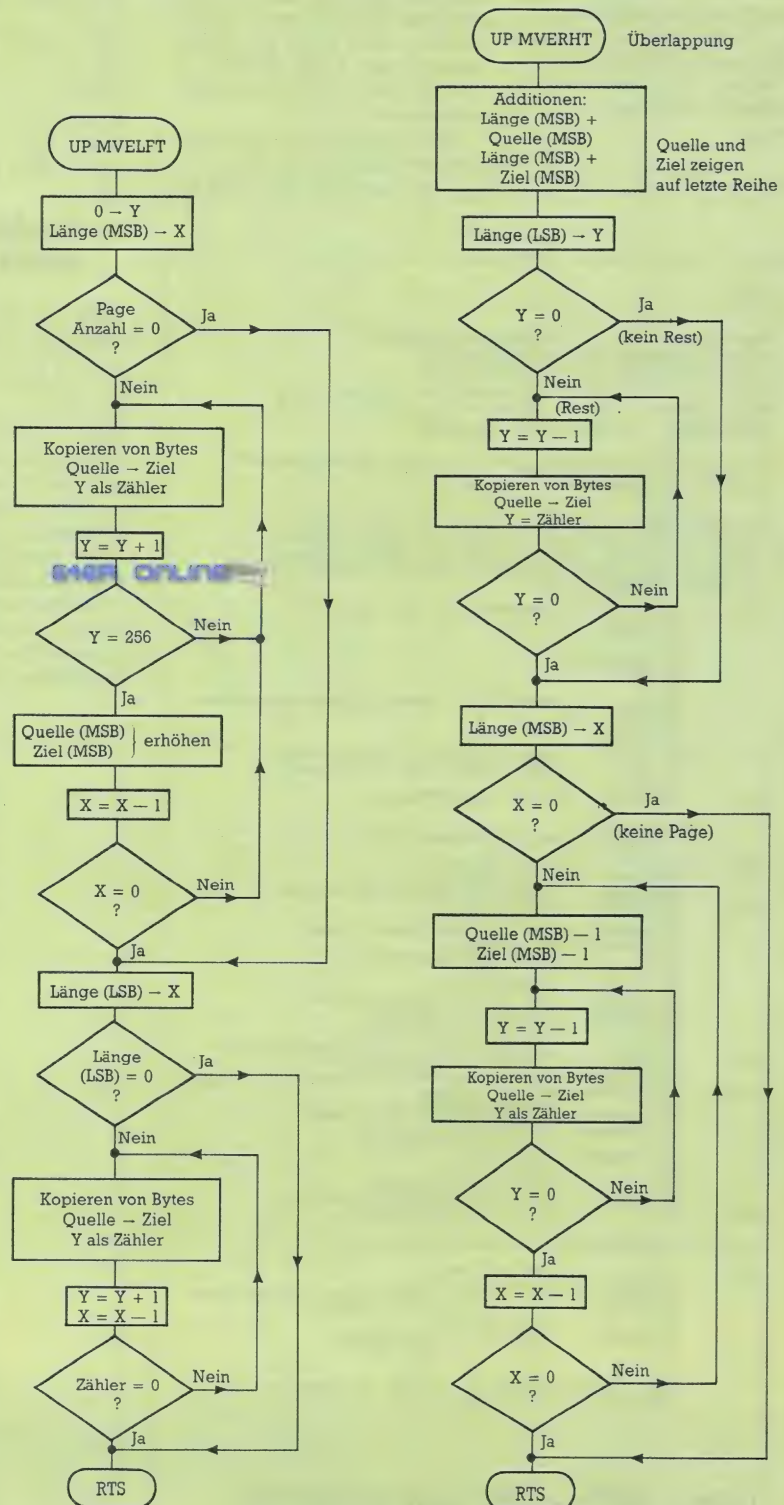 UP MVELFT
0 → Y
Länge (MSB) → X
Page
Anzahl = 0
?
Ja
Nein
Kopieren von Bytes
Quelle → Ziel
Y als Zähler
Y = Y + 1
64ER ONLINE
Y = 256
Nein
Ja
Quelle (MSB)
Ziel (MSB)
} erhöhen
X = X — 1
X = 0
?
Nein
Ja
Länge (LSB) → X
Länge
(LSB) = 0
?
Ja
Nein
Kopieren von Bytes
Quelle → Ziel
Y als Zähler
Y = Y + 1
X = X — 1
Zähler = 0
?
Nein
Ja
RTS
UP MVERHT
Überlappung
Additionen:
Länge (MSB) +
Quelle (MSB)
Länge (MSB) +
Ziel (MSB)
Quelle und
Ziel zeigen
auf letzte Reihe
Länge (LSB) → Y
Y = 0
?
Ja
(kein Rest)
Nein
(Rest)
Y = Y — 1
Kopieren von Bytes
Quelle → Ziel
Y = Zähler
Y = 0
?
Nein
Ja
Länge (MSB) → X
X = 0
?
Ja
(keine Page)
Nein
Quelle (MSB) — 1
Ziel (MSB) — 1
Y = Y — 1
Kopieren von Bytes
Quelle → Ziel
Y als Zähler
Y = 0
?
Nein
Ja
X = X — 1
X = 0
?
Nein
Ja
RTS